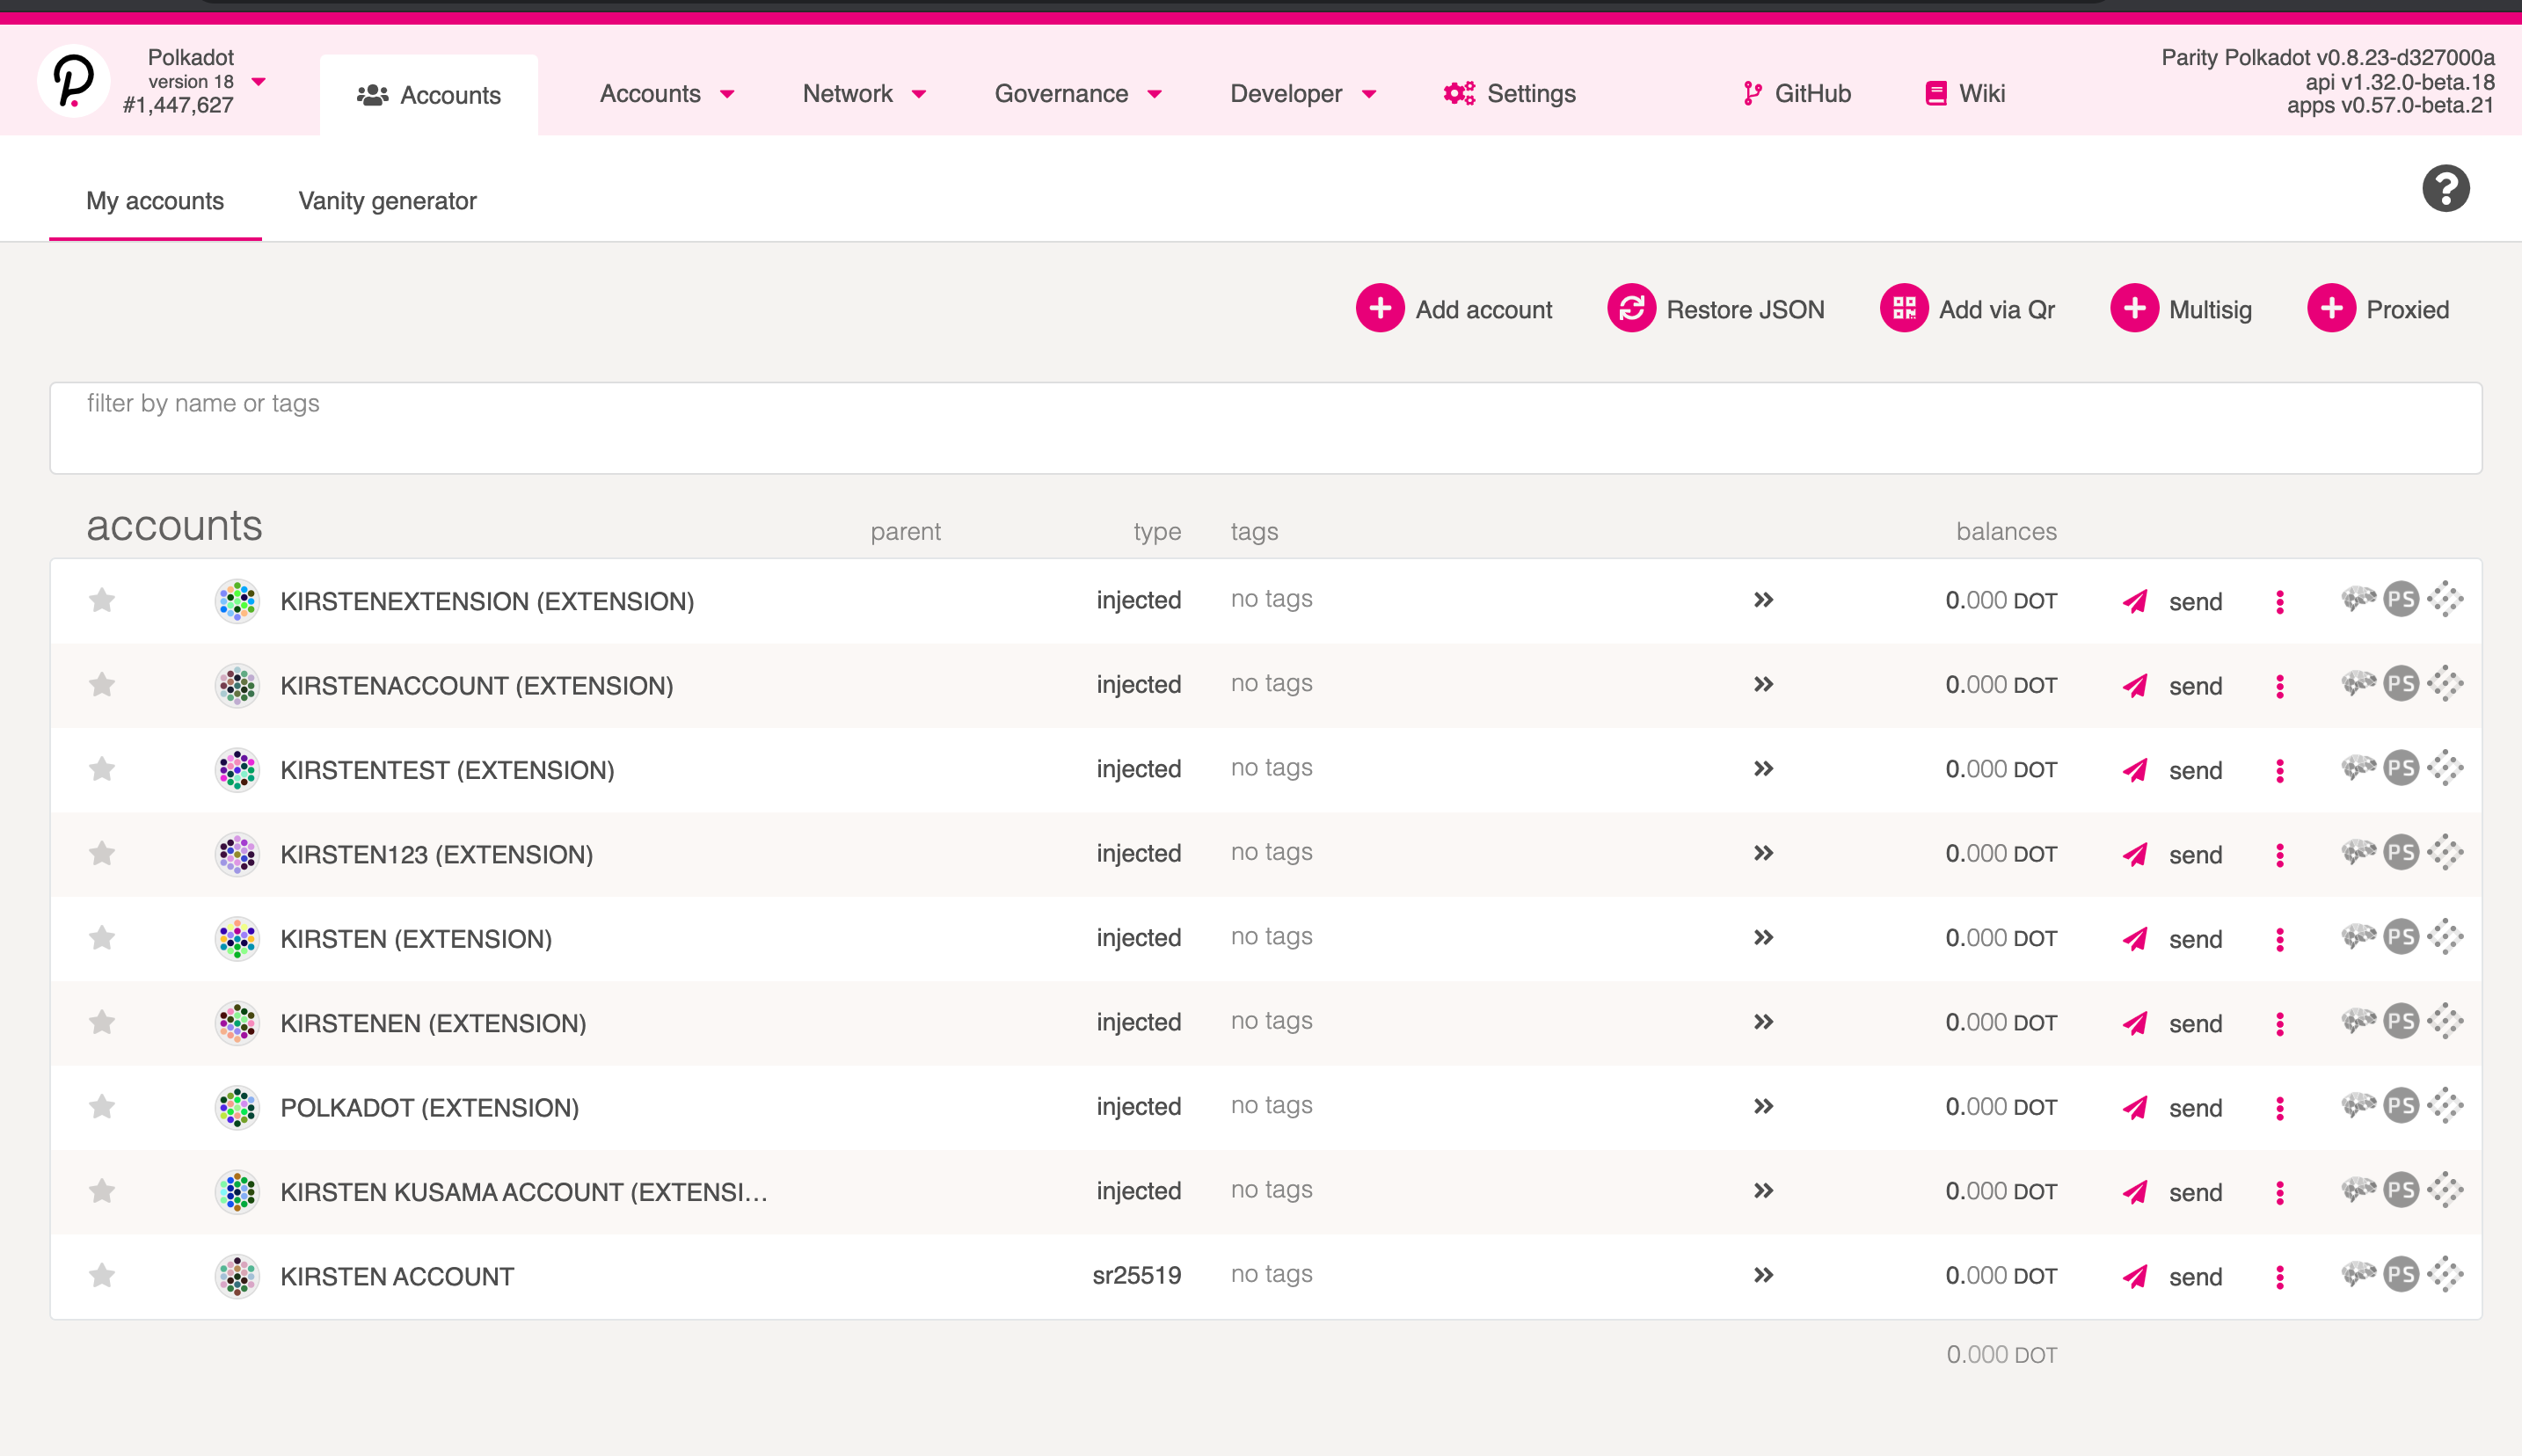 Polkadot
version 18
#1,447,627
Accounts
Accounts
Network
Governance
Developer
Settings
GitHub
Wiki
Parity Polkadot v0.8.23-d327000a
api v1.32.0-beta.18
apps v0.57.0-beta.21
My accounts
Vanity generator
Add account
Restore JSON
Add via Qr
Multisig
Proxied
filter by name or tags
accounts parent type tags balances
KIRSTENEXTENSION (EXTENSION) injected no tags 0.000 DOT send PS
KIRSTENACCOUNT (EXTENSION) injected no tags 0.000 DOT send PS
KIRSTENTEST (EXTENSION) injected no tags 0.000 DOT send PS
KIRSTEN123 (EXTENSION) injected no tags 0.000 DOT send PS
KIRSTEN (EXTENSION) injected no tags 0.000 DOT send PS
KIRSTENEN (EXTENSION) injected no tags 0.000 DOT send PS
POLKADOT (EXTENSION) injected no tags 0.000 DOT send PS
KIRSTEN KUSAMA ACCOUNT (EXTENSI... injected no tags 0.000 DOT send PS
KIRSTEN ACCOUNT sr25519 no tags 0.000 DOT send PS
0.000 DOT